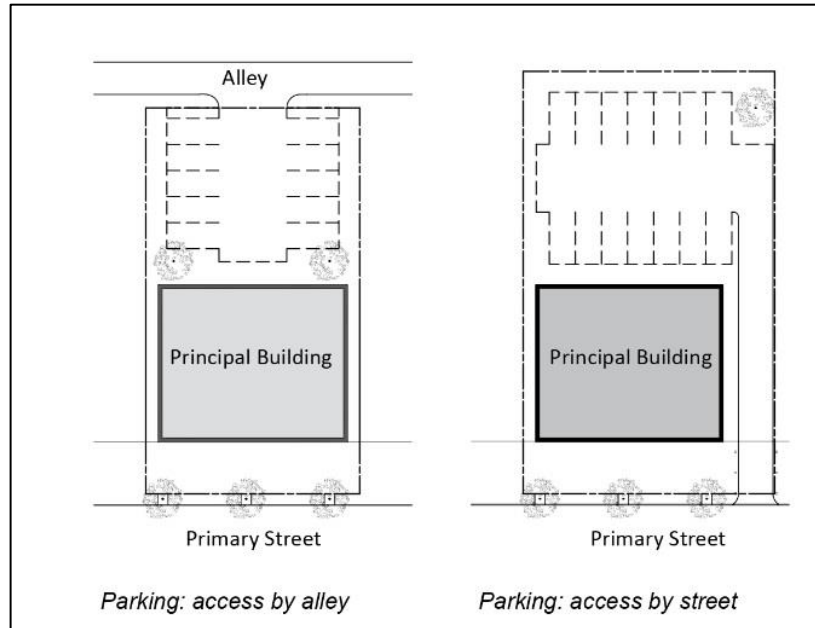 Alley
Principal Building
Principal Building
Primary Street
Primary Street
Parking: access by alley
Parking: access by street